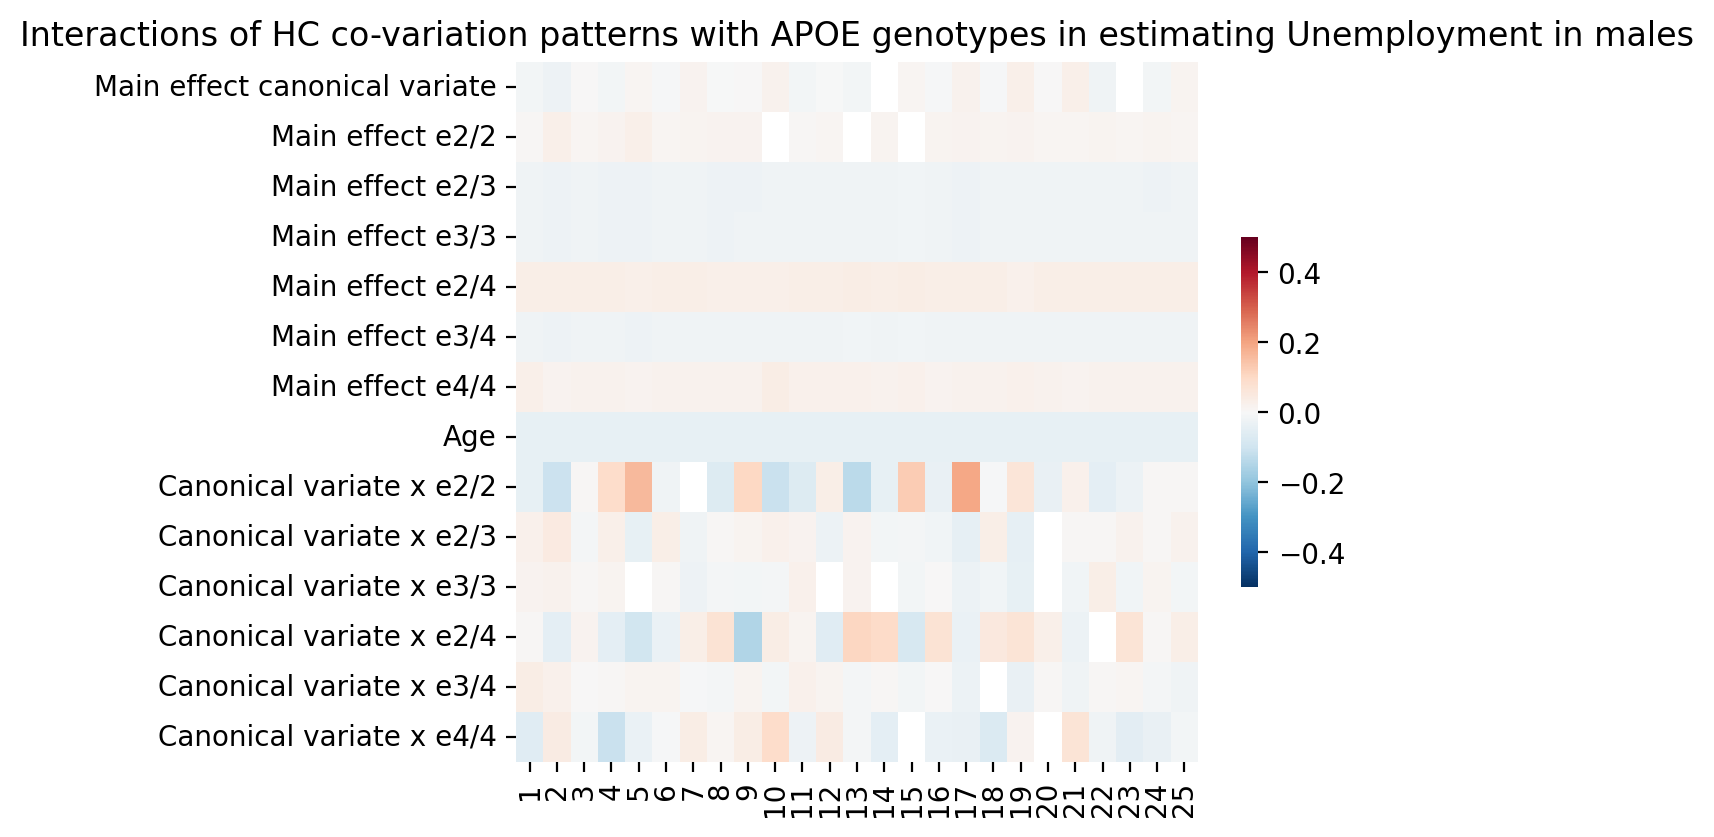 Interactions of HC co-variation patterns with APOE genotypes in estimating Unemployment in males
Main effect canonical variate
Main effect e2/2
Main effect e2/3
Main effect e3/3
Main effect e2/4
Main effect e3/4
Main effect e4/4
Age
Canonical variate x e2/2
Canonical variate x e2/3
Canonical variate x e3/3
Canonical variate x e2/4
Canonical variate x e3/4
Canonical variate x e4/4
1 2 3 4 5 6 7 8 9 10 11 12 13 14 15 16 17 18 19 20 21 22 23 24 25
0.4
0.2
0.0
−0.2
−0.4